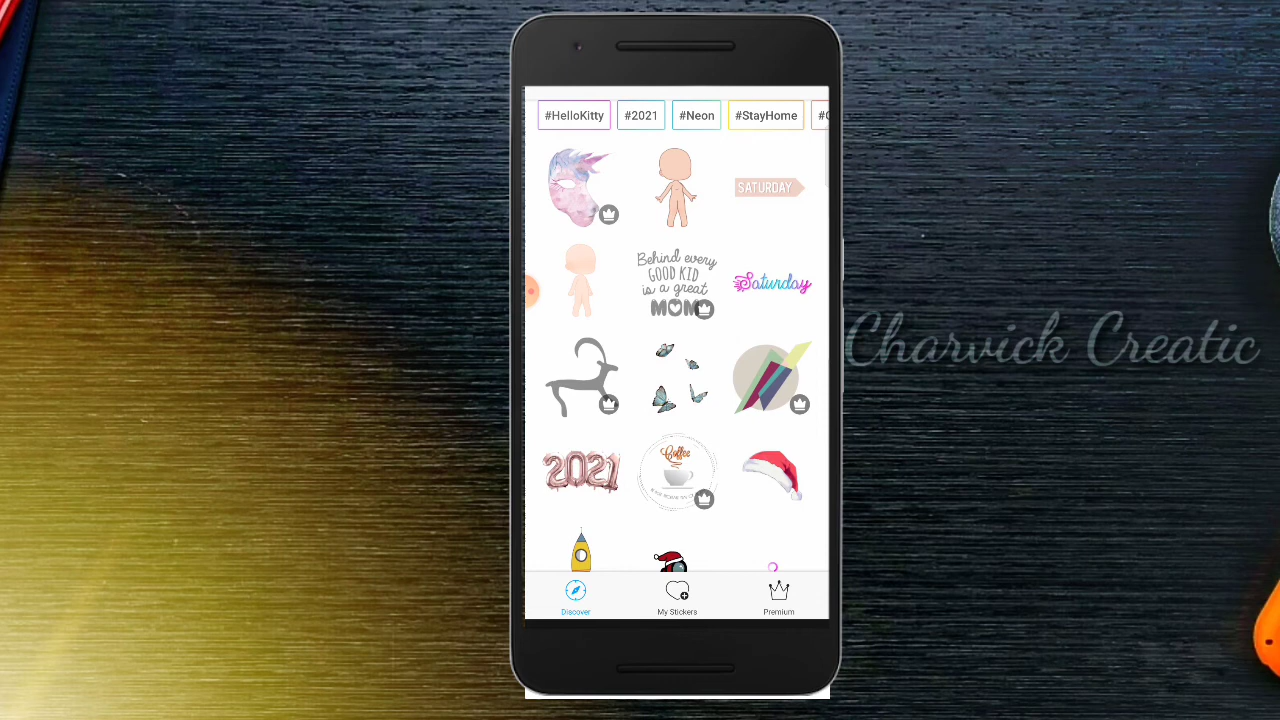 #HelloKitty #2021 #Neon #StayHome
SATURDAY
Behind every
GOOD KID
is a great
MOM
Saturday
Charvick Creatic
2021
Coffee
Discover My Stickers Premium